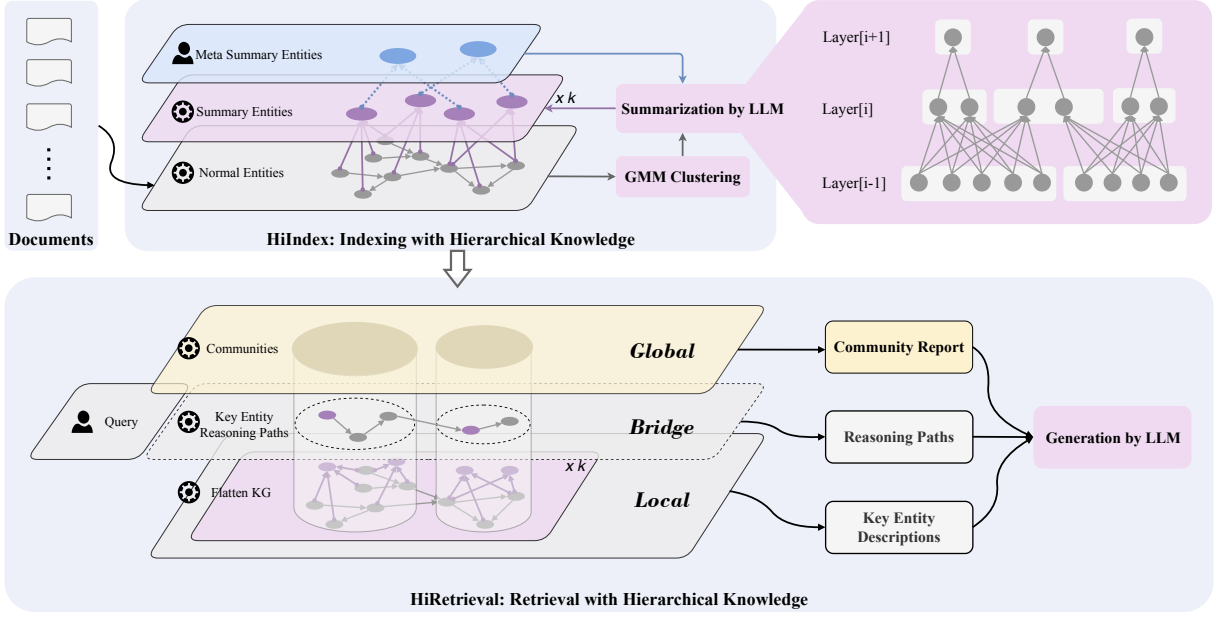 Documents
Meta Summary Entities
Summary Entities
x k
Normal Entities
Summarization by LLM
GMM Clustering
HiIndex: Indexing with Hierarchical Knowledge
Layer[i+1]
Layer[i]
Layer[i-1]
Query
Communities
Global
Key Entity
Reasoning Paths
Bridge
Flatten KG
x k
Local
Community Report
Reasoning Paths
Key Entity
Descriptions
Generation by LLM
HiRetrieval: Retrieval with Hierarchical Knowledge